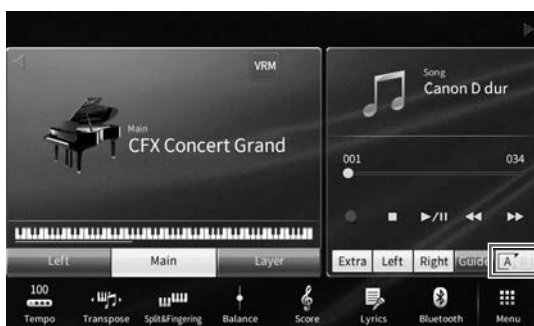 VRM
Main
CFX Concert Grand
Song
Canon D dur
001 034
Left Main Layer
Extra Left Right Guide A
100
Tempo Transpose Split&Fingering Balance Score Lyrics Bluetooth Menu